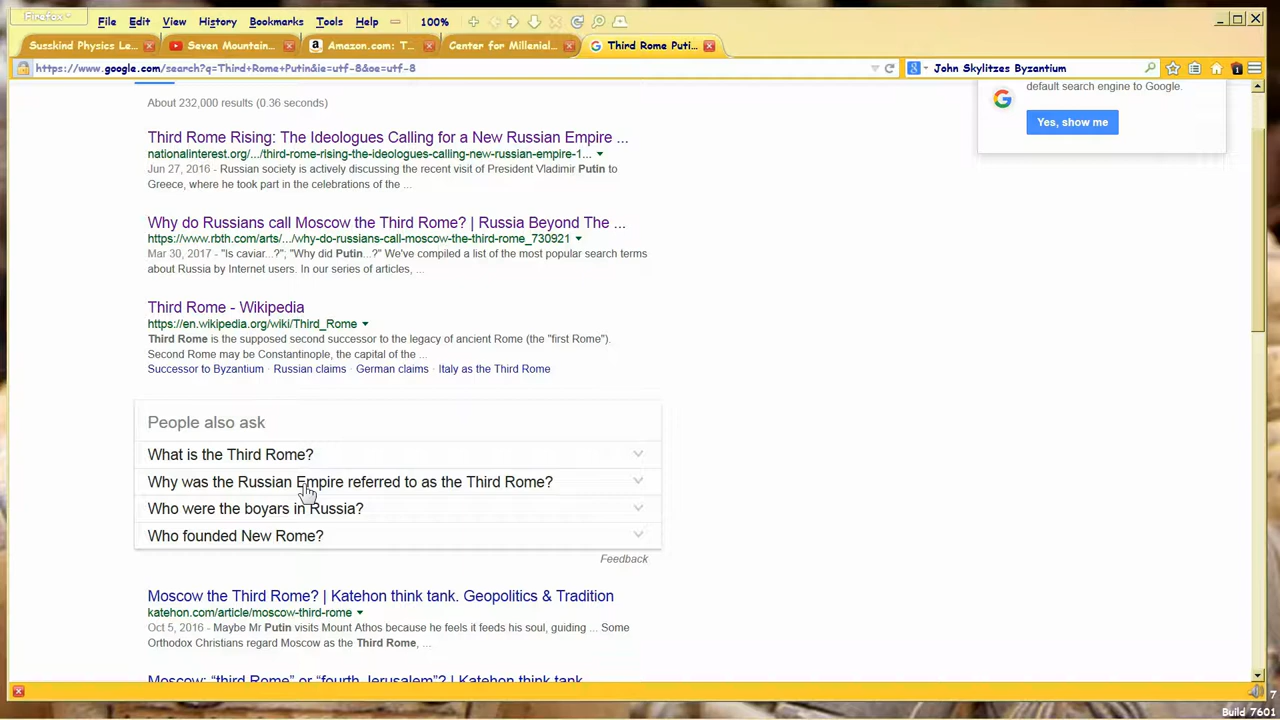 Firefox
File Edit View History Bookmarks Tools Help 100%
Susskind Physics Le... Seven Mountain... Amazon.com: T... Center for Millenial... Third Rome Puti...
https://www.google.com/search?q=Third+Rome+Putin&ie=utf-8&oe=utf-8 John Skylitzes Byzantium
default search engine to Google.
Yes, show me
About 232,000 results (0.36 seconds)
Third Rome Rising: The Ideologues Calling for a New Russian Empire ...
nationalinterest.org/.../third-rome-rising-the-ideologues-calling-new-russian-empire-1...
Jun 27, 2016 - Russian society is actively discussing the recent visit of President Vladimir Putin to
Greece, where he took part in the celebrations of the ...
Why do Russians call Moscow the Third Rome? | Russia Beyond The ...
https://www.rbth.com/arts/.../why-do-russians-call-moscow-the-third-rome_730921
Mar 30, 2017 - "Is caviar...?"; "Why did Putin...?" We've compiled a list of the most popular search terms
about Russia by Internet users. In our series of articles, ...
Third Rome - Wikipedia
https://en.wikipedia.org/wiki/Third_Rome
Third Rome is the supposed second successor to the legacy of ancient Rome (the "first Rome").
Second Rome may be Constantinople, the capital of the ...
Successor to Byzantium · Russian claims · German claims · Italy as the Third Rome
People also ask
What is the Third Rome?
Why was the Russian Empire referred to as the Third Rome?
Who were the boyars in Russia?
Who founded New Rome?
Feedback
Moscow the Third Rome? | Katehon think tank. Geopolitics & Tradition
katehon.com/article/moscow-third-rome
Oct 5, 2016 - Maybe Mr Putin visits Mount Athos because he feels it feeds his soul, guiding ... Some
Orthodox Christians regard Moscow as the Third Rome, ...
Moscow: “third Rome” or “fourth Jerusalem”? | Katehon think tank
7
Build 7601